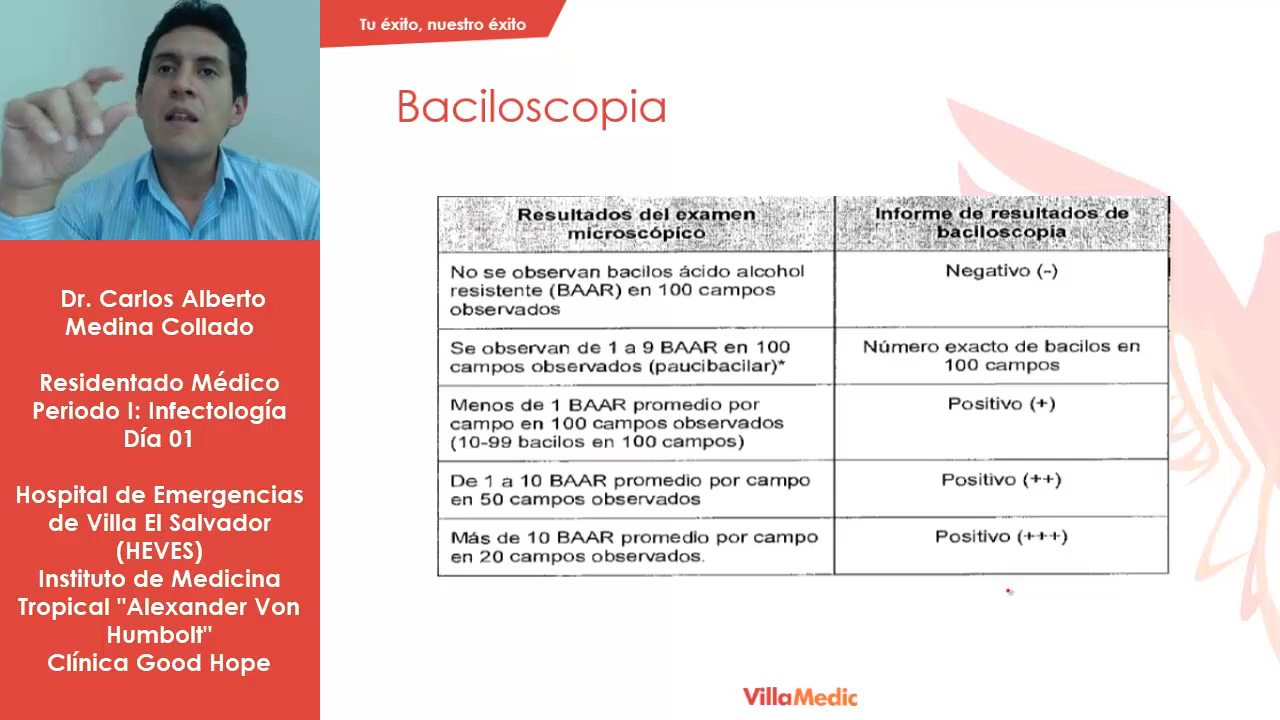 Tu éxito, nuestro éxito
Baciloscopia
Dr. Carlos Alberto
Medina Collado
Residentado Médico
Periodo I: Infectología
Día 01
Hospital de Emergencias
de Villa El Salvador
(HEVES)
Instituto de Medicina
Tropical "Alexander Von
Humbolt"
Clínica Good Hope
Resultados del examen
microscópico
Informe de resultados de
baciloscopia
No se observan bacilos ácido alcohol
resistente (BAAR) en 100 campos
observados
Negativo (-)
Se observan de 1 a 9 BAAR en 100
campos observados (paucibacilar)*
Número exacto de bacilos en
100 campos
Menos de 1 BAAR promedio por
campo en 100 campos observados
(10-99 bacilos en 100 campos)
Positivo (+)
De 1 a 10 BAAR promedio por campo
en 50 campos observados
Positivo (++)
Más de 10 BAAR promedio por campo
en 20 campos observados.
Positivo (+++)
VillaMedic